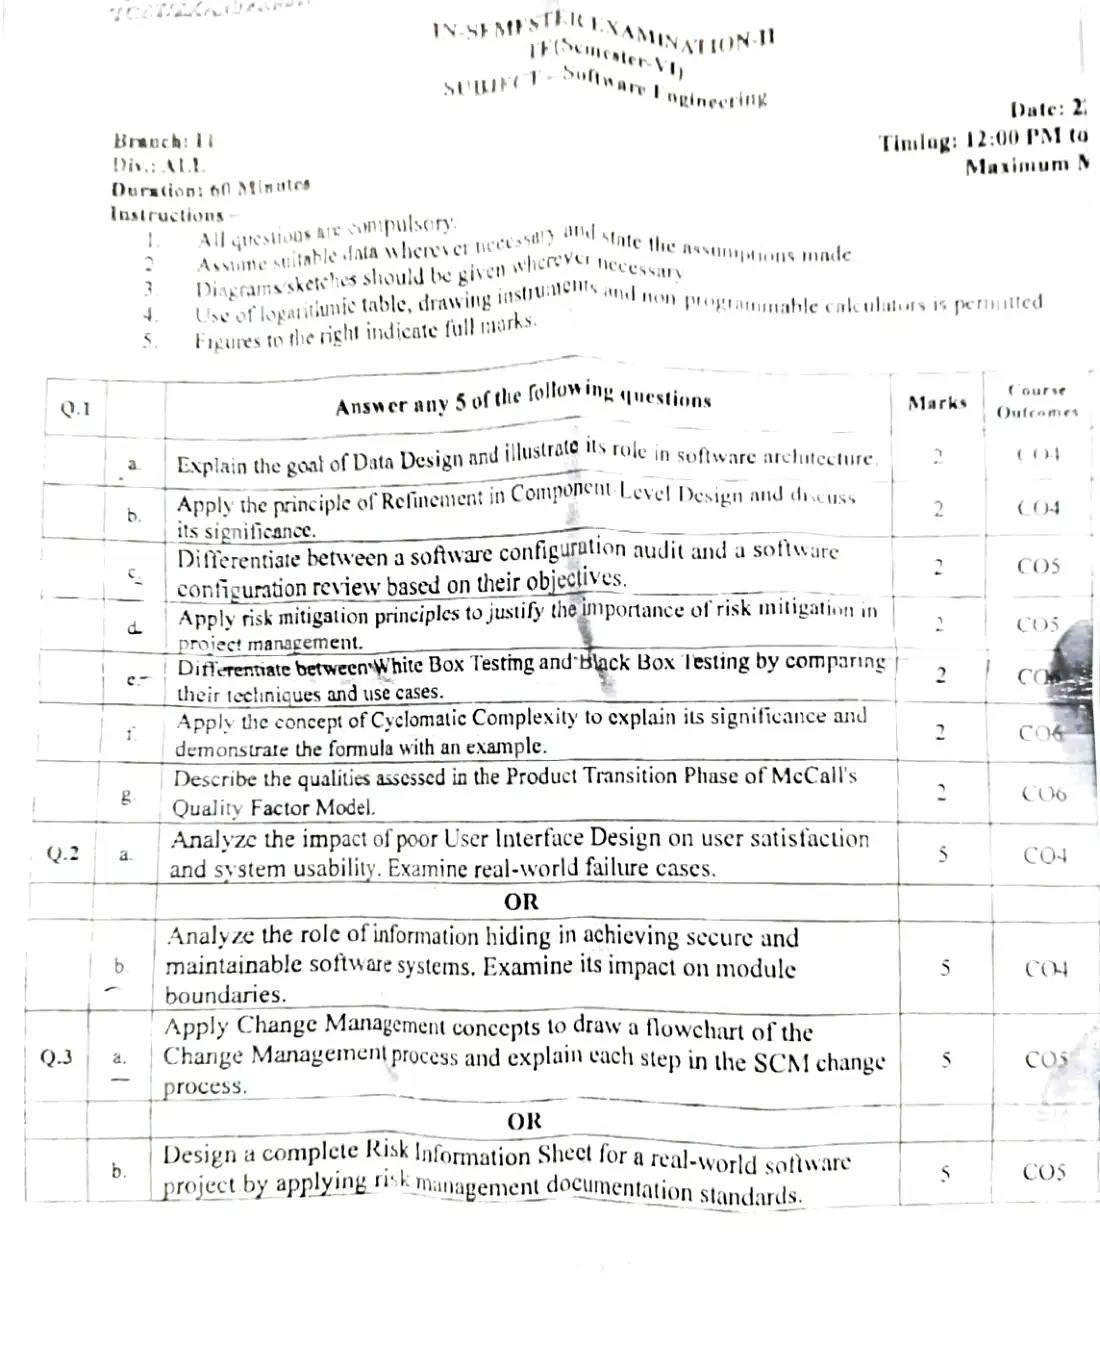 IN-SEMESTER EXAMINATION-II
TE(Semester-VI)
SUBJECT - Software Engineering
Date: 2
Timing: 12:00 PM to
Maximum M
Branch: IT
Div.: ALL
Duration: 60 Minutes
Instructions –
1. All questions are compulsory.
2 Assume suitable data wherever necessary and state the assumptions made
3. Diagrams/sketches should be given wherever necessary
4. Use of logarithmic table, drawing instruments and non programmable calculators is permitted
5. Figures to the right indicate full marks.
Q.1 Answer any 5 of the following questions Marks Course
Outcomes
a. Explain the goal of Data Design and illustrate its role in software architecture. 2 CO4
b. Apply the principle of Refinement in Component-Level Design and discuss 2 CO4
its significance.
c. Differentiate between a software configuration audit and a software 2 CO5
configuration review based on their objectives.
d. Apply risk mitigation principles to justify the importance of risk mitigation in 2 CO5
project management.
e. Differentiate between White Box Testing and Black Box Testing by comparing 2
their techniques and use cases.
f. Apply the concept of Cyclomatic Complexity to explain its significance and 2 CO6
demonstrate the formula with an example.
g. Describe the qualities assessed in the Product Transition Phase of McCall's 2 CO6
Quality Factor Model.
Q.2 a. Analyze the impact of poor User Interface Design on user satisfaction 5 CO4
and system usability. Examine real-world failure cases.
OR
b. Analyze the role of information hiding in achieving secure and 5 CO4
maintainable software systems. Examine its impact on module
boundaries.
Q.3 a. Apply Change Management concepts to draw a flowchart of the 5 CO5
Change Management process and explain each step in the SCM change
process.
OR
b. Design a complete Risk Information Sheet for a real-world software 5 CO5
project by applying risk management documentation standards.